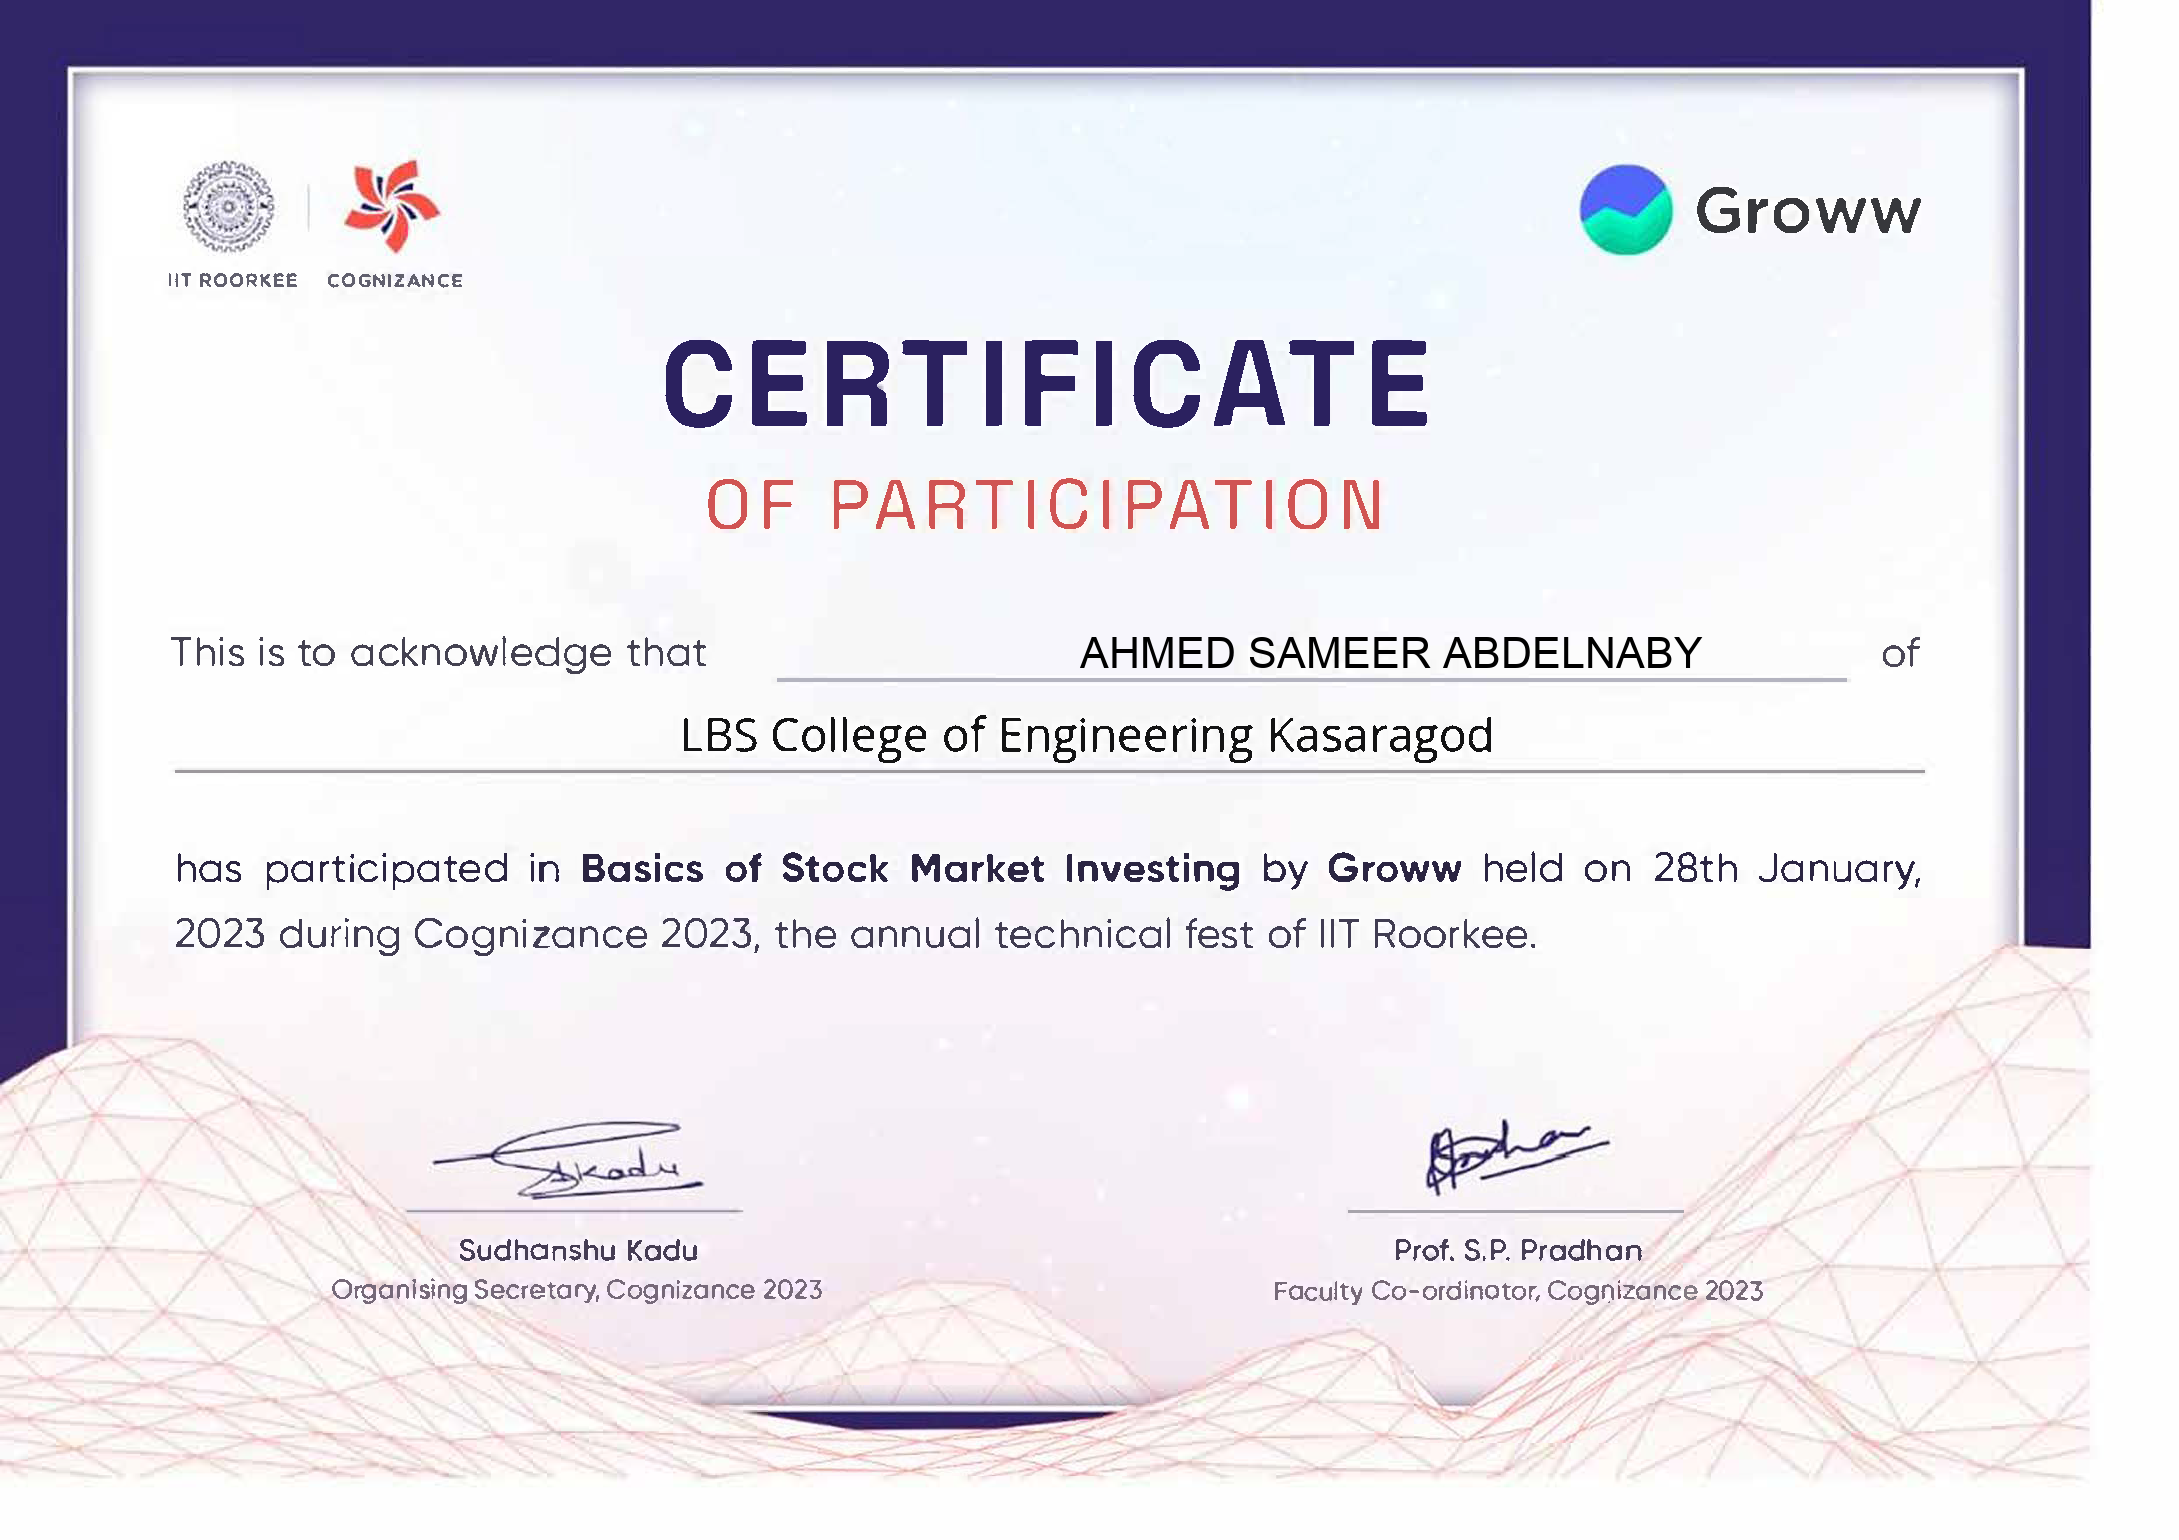 IIT ROORKEE COGNIZANCE
Groww
CERTIFICATE
OF PARTICIPATION
This is to acknowledge that AHMED SAMEER ABDELNABY of
LBS College of Engineering Kasaragod
has participated in Basics of Stock Market Investing by Groww held on 28th January,
2023 during Cognizance 2023, the annual technical fest of IIT Roorkee.
Sudhanshu Kadu
Organising Secretary, Cognizance 2023
Prof. S.P. Pradhan
Faculty Co-ordinator, Cognizance 2023